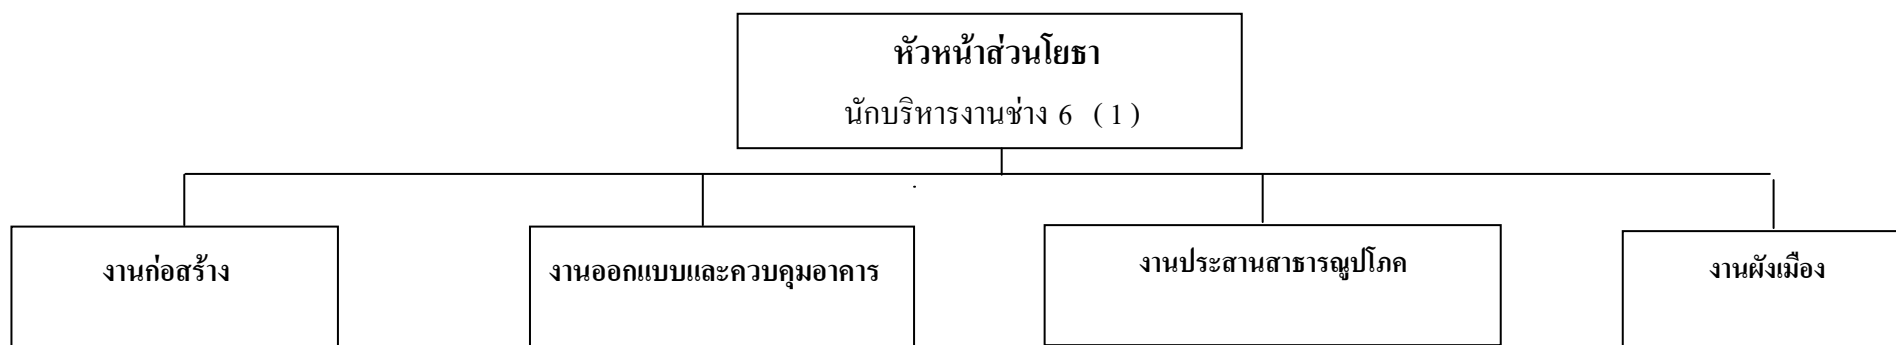 หัวหน้าส่วนโยธา
นักบริหารงานช่าง 6 ( 1 )
งานก่อสร้าง
งานออกแบบและควบคุมอาคาร
งานประสานสาธารณูปโภค
งานผังเมือง